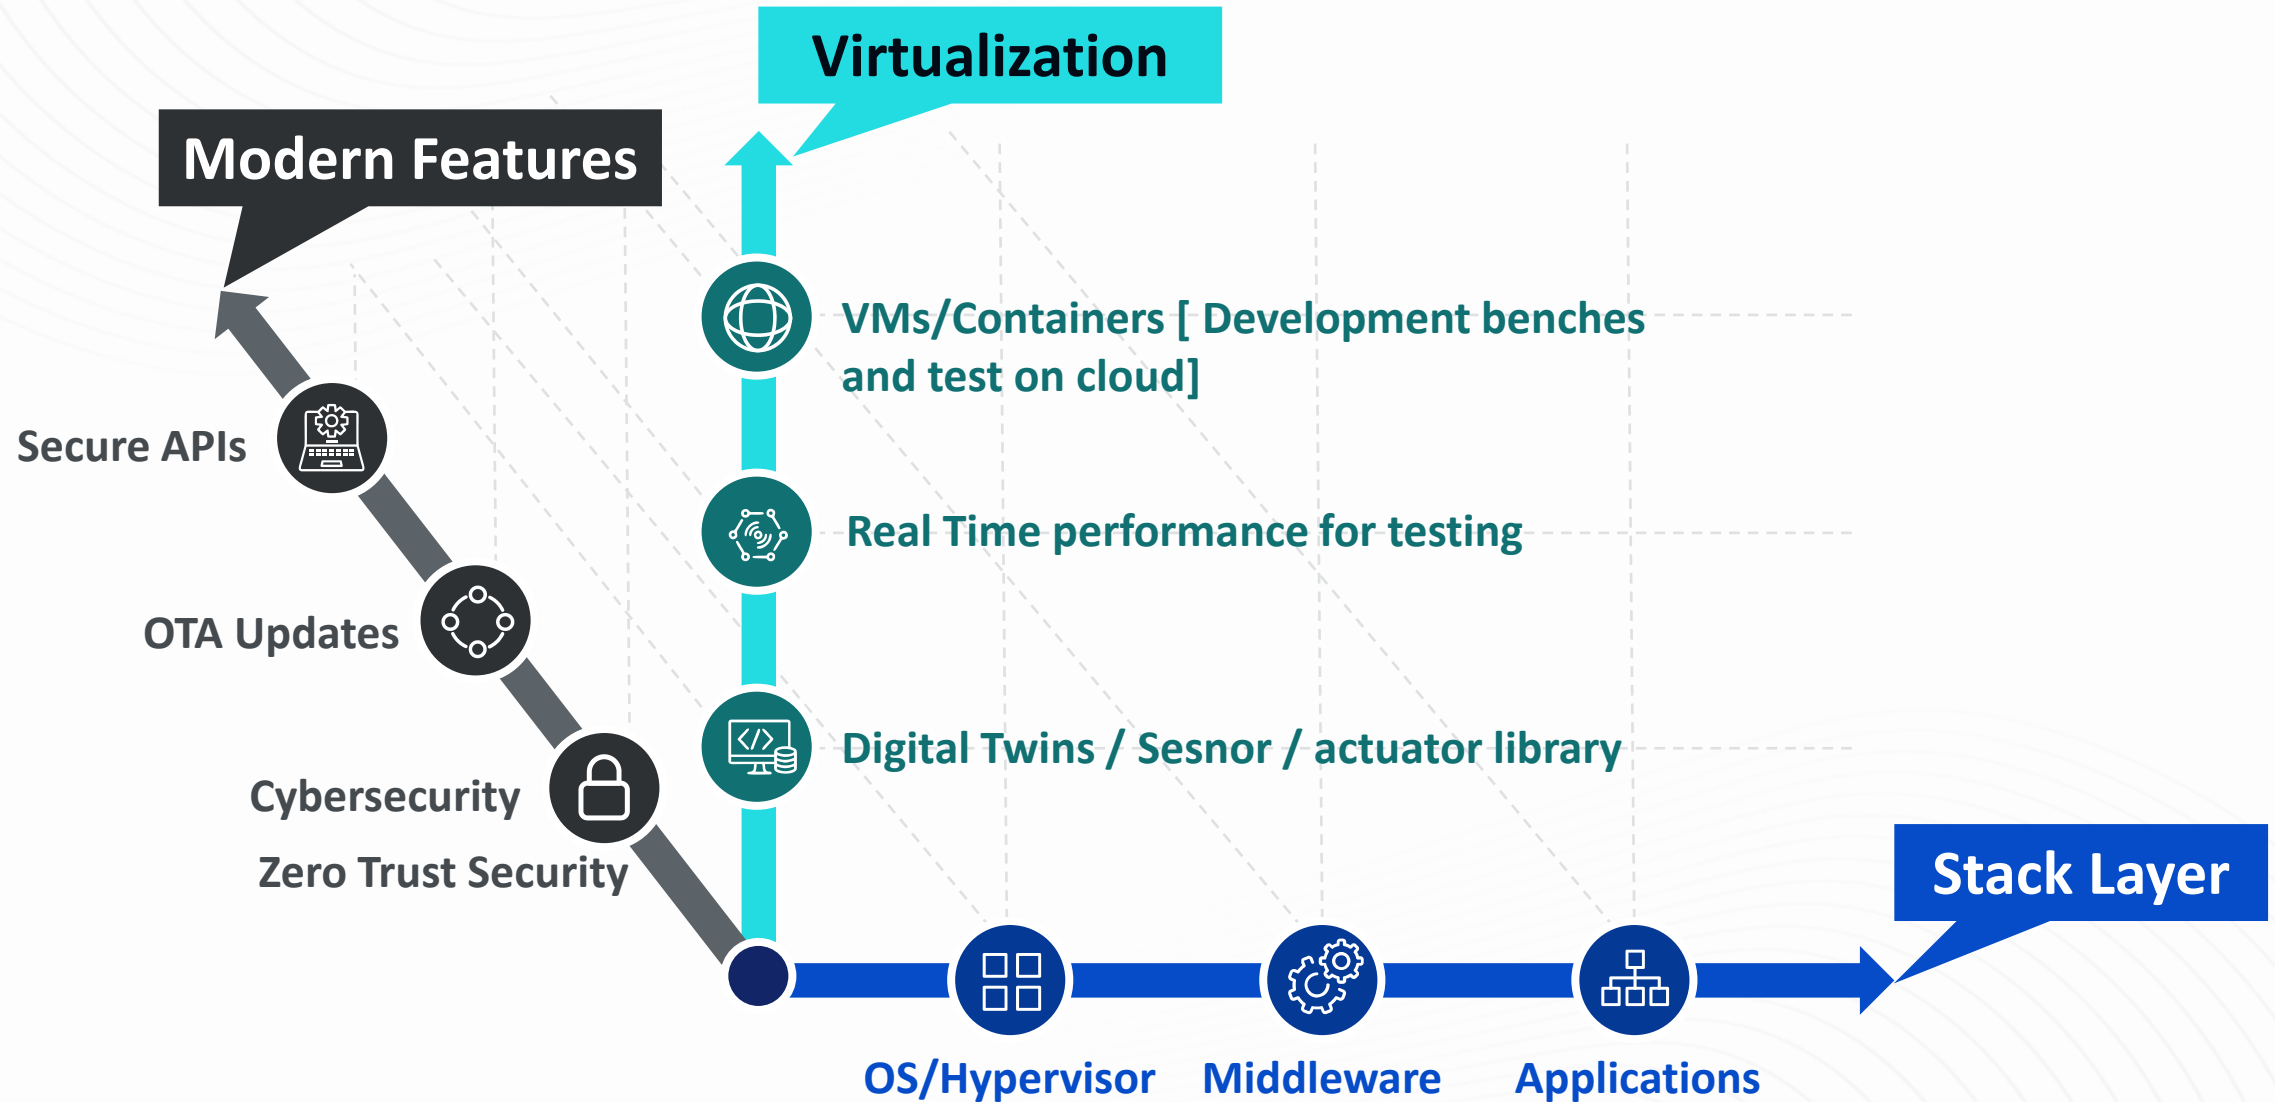 Virtualization
Modern Features
VMs/Containers [ Development benches
and test on cloud]
Secure APIs
Real Time performance for testing
OTA Updates
Digital Twins / Sesnor / actuator library
Cybersecurity
Zero Trust Security
Stack Layer
OS/Hypervisor
Middleware
Applications